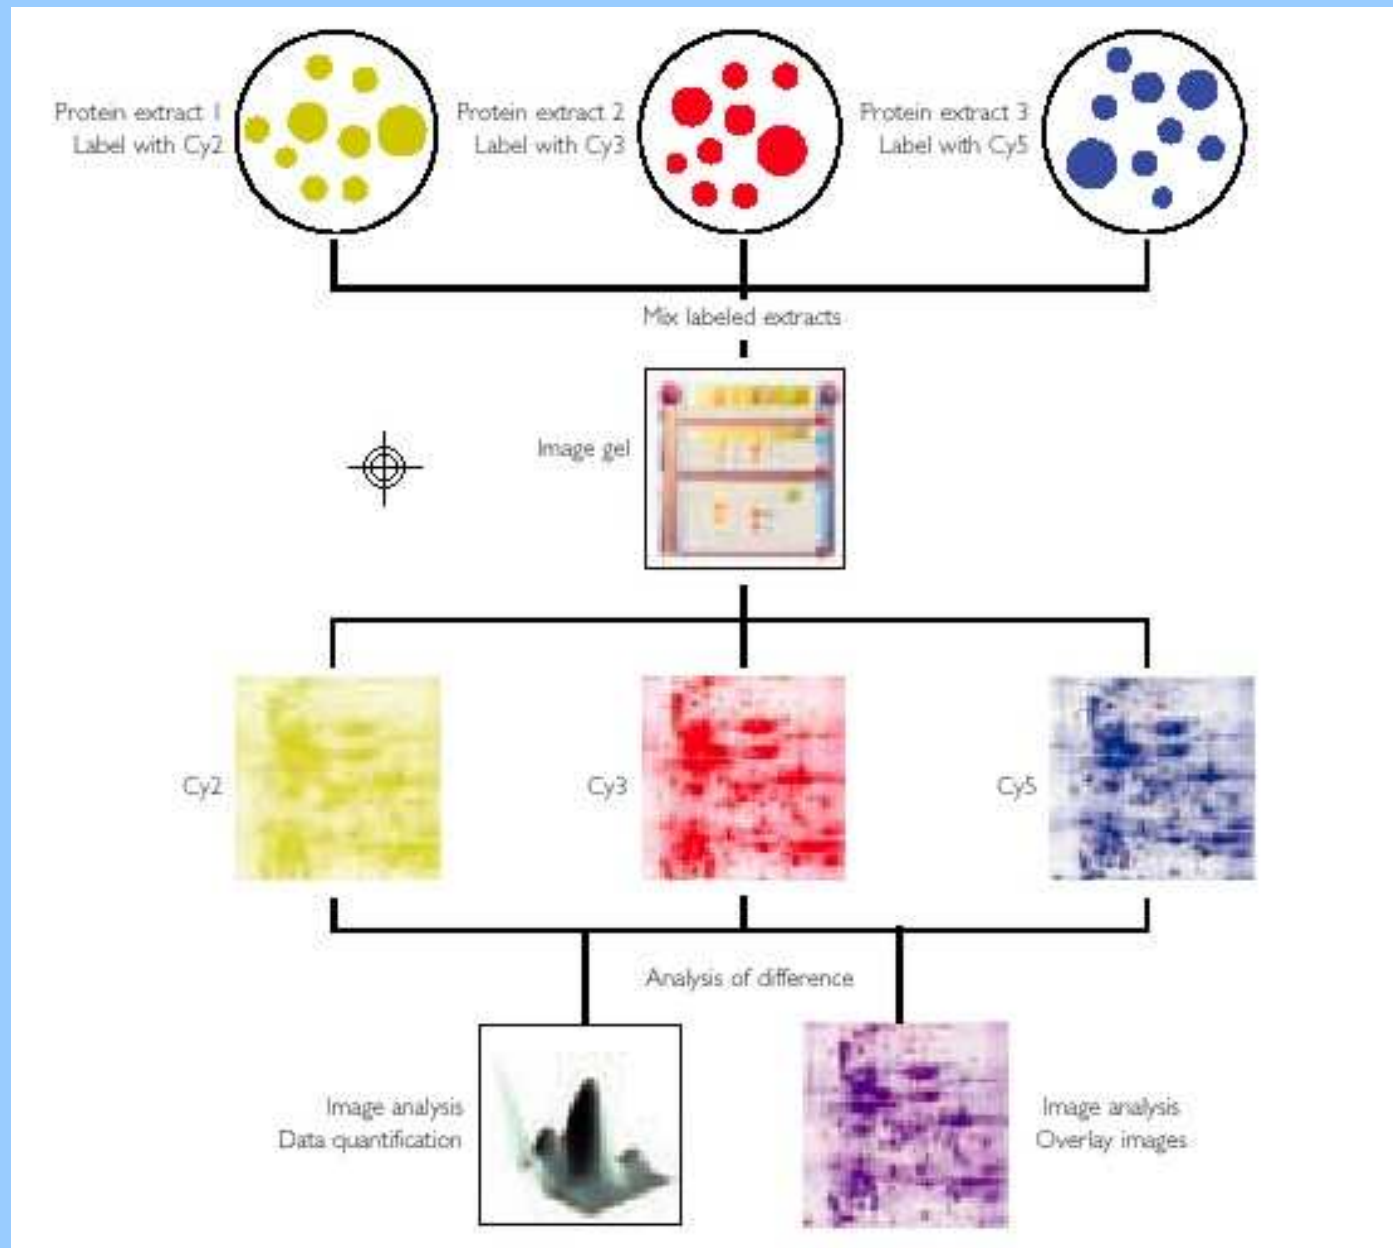 Protein extract 1
Label with Cy2
Protein extract 2
Label with Cy3
Protein extract 3
Label with Cy5
Mix labeled extracts
Image gel
Cy2
Cy3
Cy5
Analysis of difference
Image analysis
Data quantification
Image analysis
Overlay images